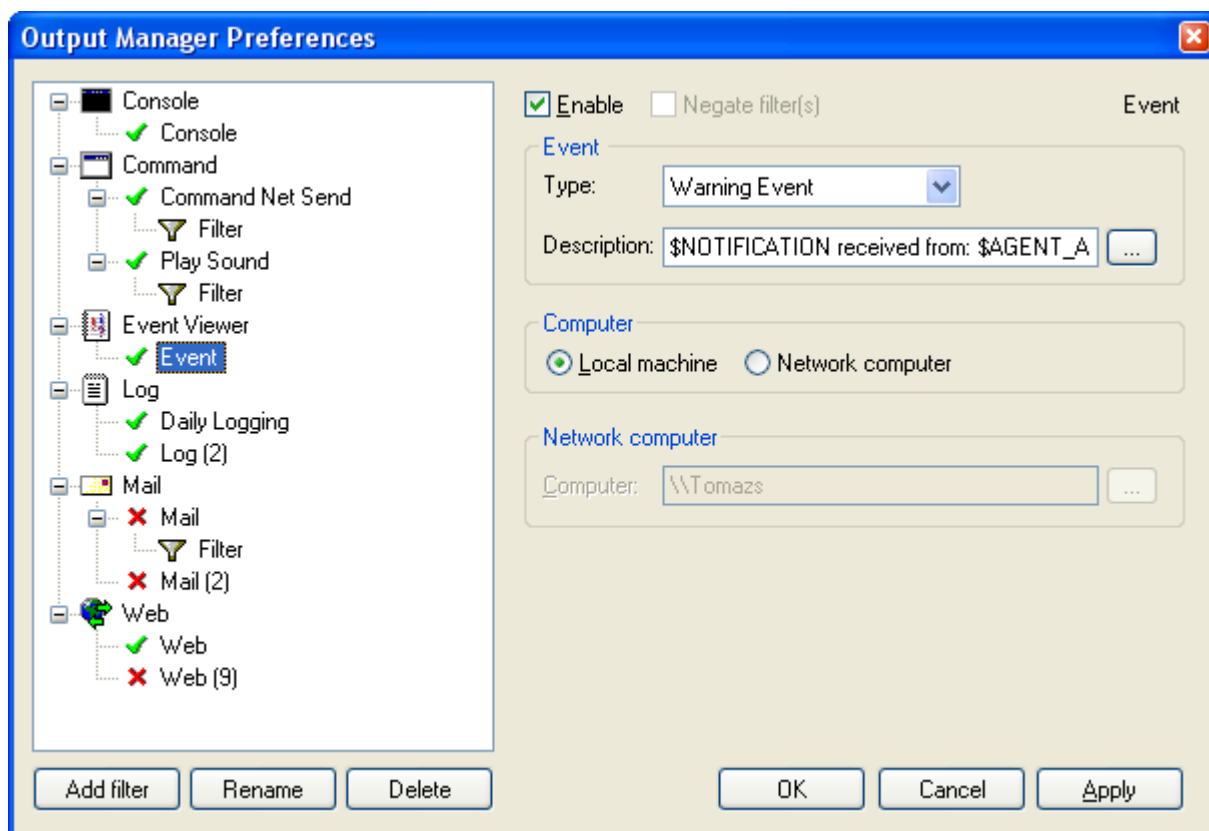 Output Manager Preferences
Console
Console
Command
Command Net Send
Filter
Play Sound
Filter
Event Viewer
Event
Log
Daily Logging
Log (2)
Mail
Mail
Filter
Mail (2)
Web
Web
Web (9)
Add filter
Rename
Delete
Enable
Negate filter(s)
Event
Event
Type:
Warning Event
Description:
$NOTIFICATION received from: $AGENT_A
...
Computer
Local machine
Network computer
Network computer
Computer:
\\Tomazs
...
OK
Cancel
Apply